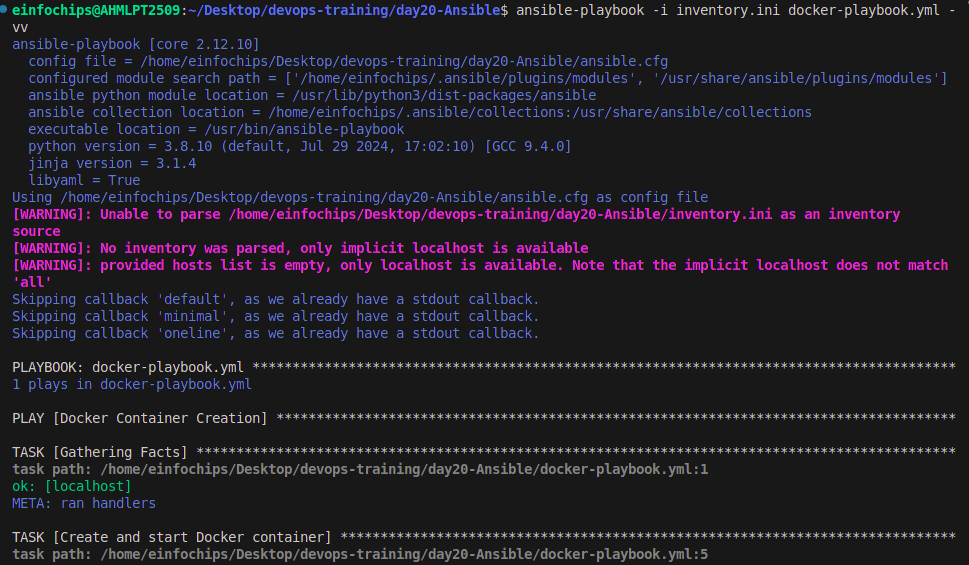 einfochips@AHMLPT2509:~/Desktop/devops-training/day20-Ansible$ ansible-playbook -i inventory.ini docker-playbook.yml -
vv
ansible-playbook [core 2.12.10]
  config file = /home/einfochips/Desktop/devops-training/day20-Ansible/ansible.cfg
  configured module search path = ['/home/einfochips/.ansible/plugins/modules', '/usr/share/ansible/plugins/modules']
  ansible python module location = /usr/lib/python3/dist-packages/ansible
  ansible collection location = /home/einfochips/.ansible/collections:/usr/share/ansible/collections
  executable location = /usr/bin/ansible-playbook
  python version = 3.8.10 (default, Jul 29 2024, 17:02:10) [GCC 9.4.0]
  jinja version = 3.1.4
  libyaml = True
Using /home/einfochips/Desktop/devops-training/day20-Ansible/ansible.cfg as config file
[WARNING]: Unable to parse /home/einfochips/Desktop/devops-training/day20-Ansible/inventory.ini as an inventory
source
[WARNING]: No inventory was parsed, only implicit localhost is available
[WARNING]: provided hosts list is empty, only localhost is available. Note that the implicit localhost does not match
'all'
Skipping callback 'default', as we already have a stdout callback.
Skipping callback 'minimal', as we already have a stdout callback.
Skipping callback 'oneline', as we already have a stdout callback.

PLAYBOOK: docker-playbook.yml ****************************************************************************************
1 plays in docker-playbook.yml

PLAY [Docker Container Creation] *************************************************************************************

TASK [Gathering Facts] ***********************************************************************************************
task path: /home/einfochips/Desktop/devops-training/day20-Ansible/docker-playbook.yml:1
ok: [localhost]
META: ran handlers

TASK [Create and start Docker container] *****************************************************************************
task path: /home/einfochips/Desktop/devops-training/day20-Ansible/docker-playbook.yml:5